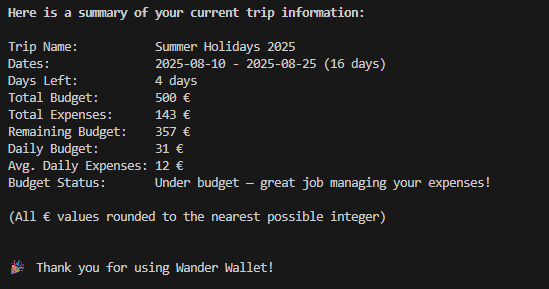 Here is a summary of your current trip information:
Trip Name: Summer Holidays 2025
Dates: 2025-08-10 - 2025-08-25 (16 days)
Days Left: 4 days
Total Budget: 500 €
Total Expenses: 143 €
Remaining Budget: 357 €
Daily Budget: 31 €
Avg. Daily Expenses: 12 €
Budget Status: Under budget — great job managing your expenses!
(All € values rounded to the nearest possible integer)
🎉 Thank you for using Wander Wallet!